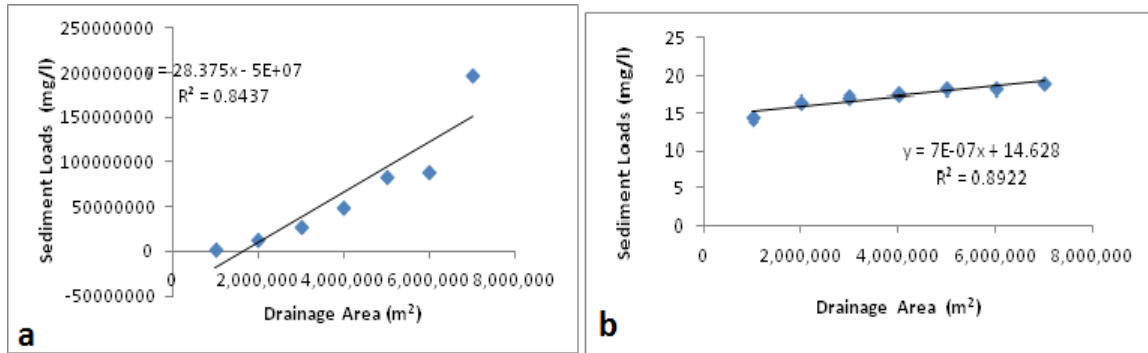 250000000
200000000
150000000
100000000
50000000
0
-50000000
y = 28.375x - 5E+07
R² = 0.8437
Sediment Loads (mg/l)
0
2,000,000
4,000,000
6,000,000
8,000,000
Drainage Area (m²)
a
25
20
15
10
5
0
y = 7E-07x + 14.628
R² = 0.8922
Sediment Loads (mg/l)
0
2,000,000
4,000,000
6,000,000
8,000,000
Drainage Area (m²)
b